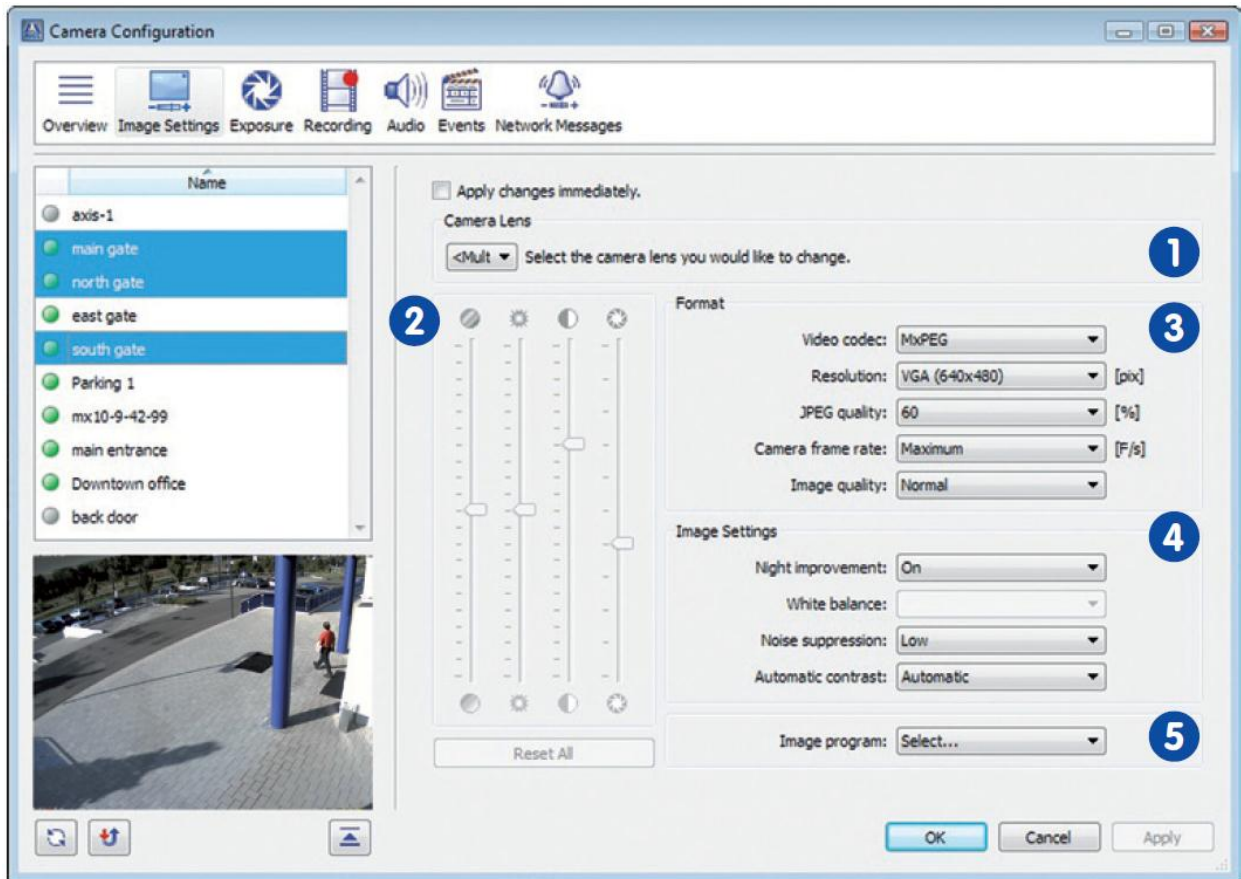 Camera Configuration
Overview Image Settings Exposure Recording Audio Events Network Messages
Name
axis-1
main gate
north gate
east gate
south gate
Parking 1
mx10-9-42-99
main entrance
Downtown office
back door
Apply changes immediately.
Camera Lens
<Mult Select the camera lens you would like to change.
1
2
Format
3
Video codec: MxPEG
Resolution: VGA (640x480) [pix]
JPEG quality: 60 [%]
Camera frame rate: Maximum [F/s]
Image quality: Normal
Image Settings
4
Night improvement: On
White balance:
Noise suppression: Low
Automatic contrast: Automatic
Reset All
Image program: Select...
5
OK Cancel Apply